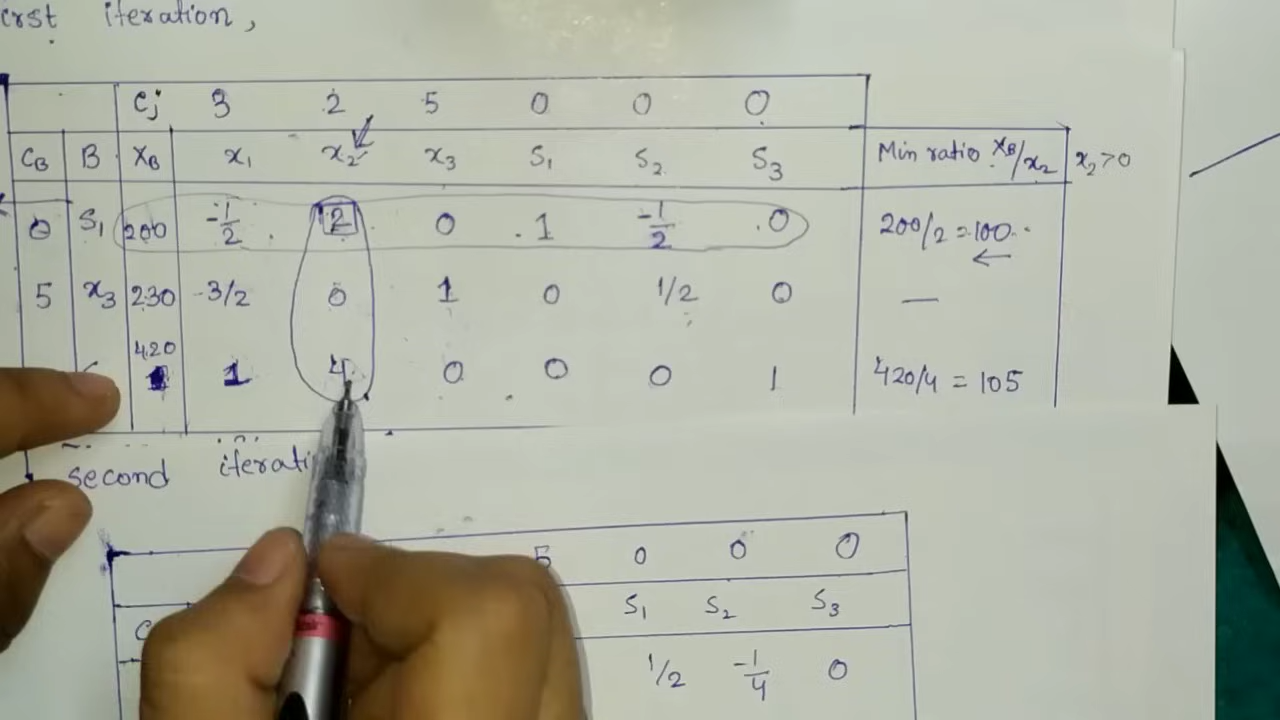 irst iteration,
Cj 3 2 5 0 0 0
CB B XB x1 x2 x3 S1 S2 S3 Min ratio XB/x2 x2>0
0 S1 200 -1/2 2 0 1 -1/2 0 200/2 = 100
5 x3 230 -3/2 0 1 0 1/2 0 —
420 1 4 0 0 0 1 420/4 = 105
second iterati
5 0 0 0
C S1 S2 S3
1/2 -1/4 0